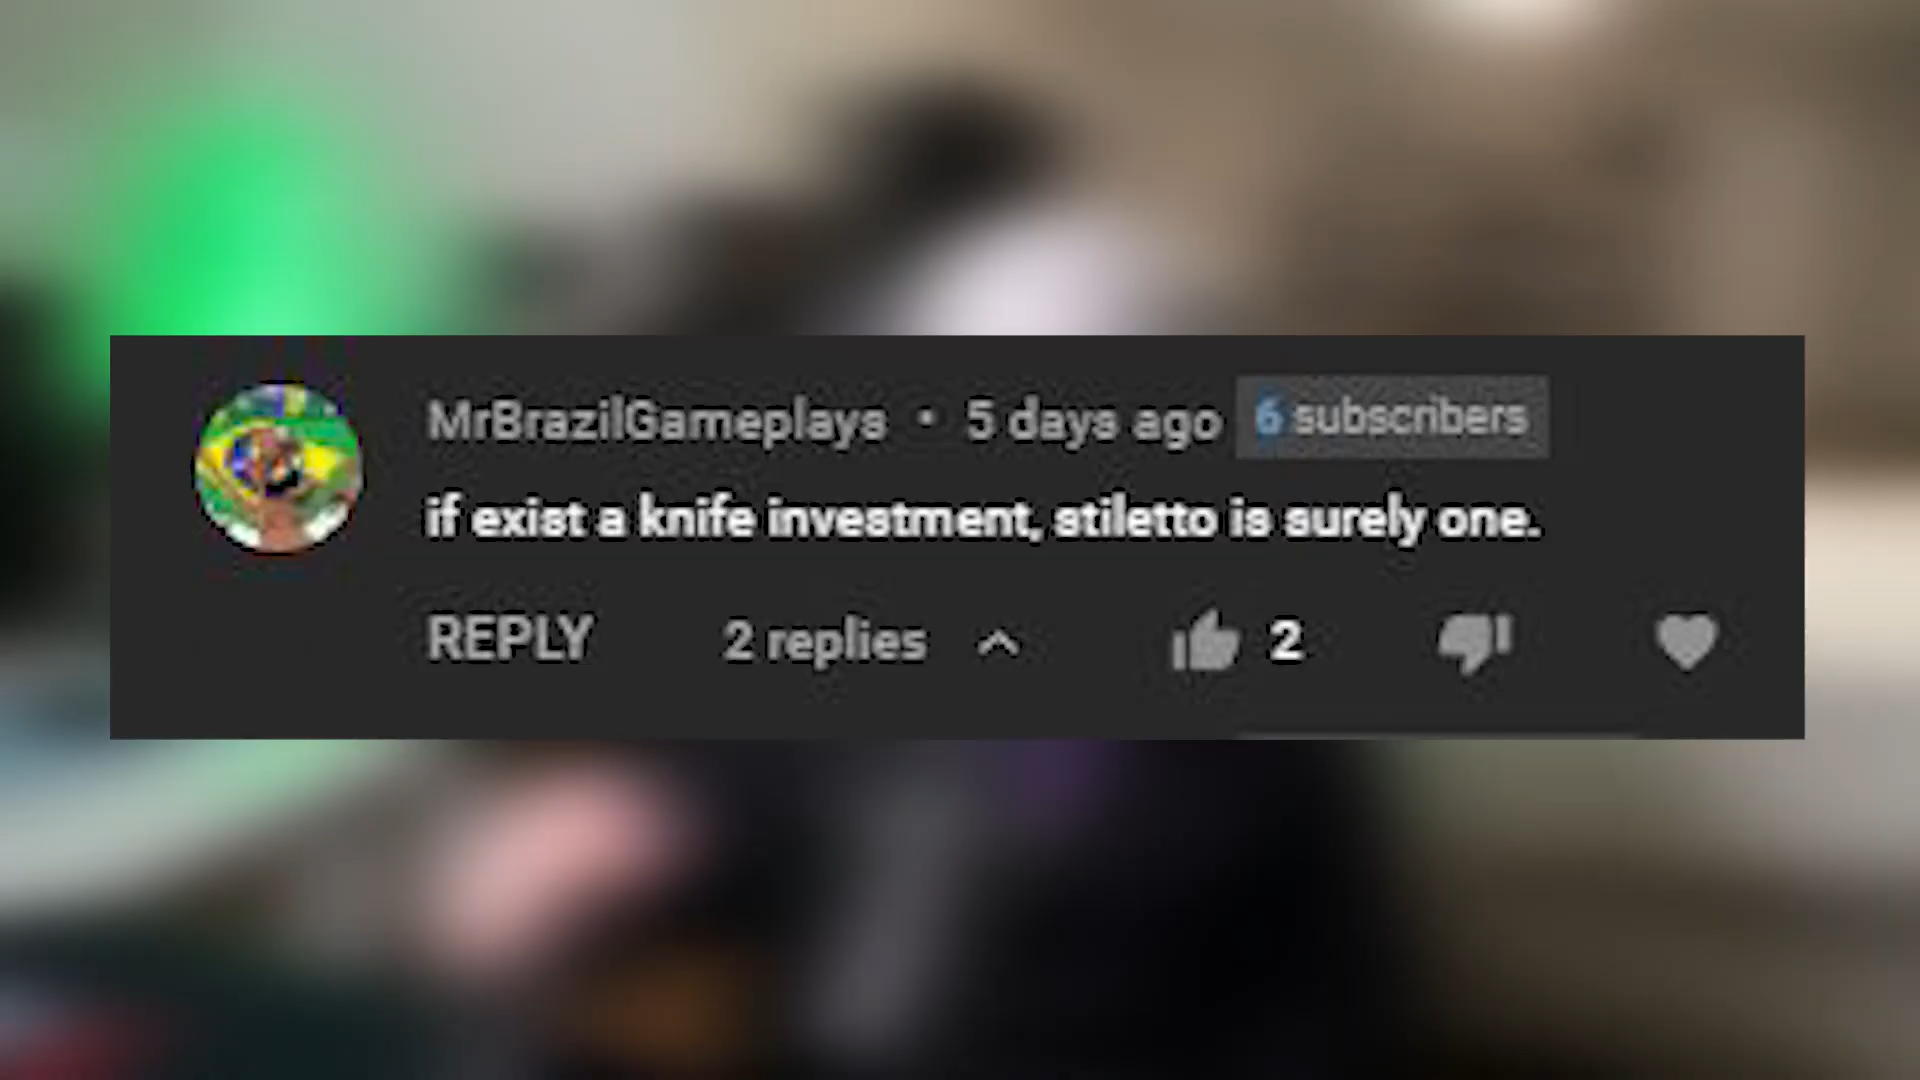 MrBrazilGameplays • 5 days ago 6 subscribers
if exist a knife investment, stiletto is surely one.
REPLY 2 replies 2